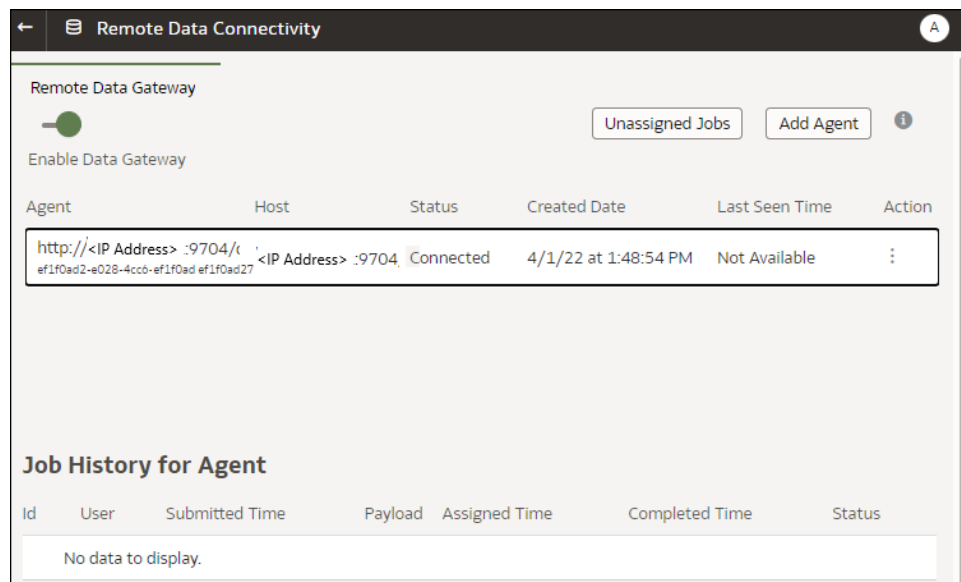 Remote Data Connectivity
A
Remote Data Gateway
Unassigned Jobs Add Agent
Enable Data Gateway
Agent Host Status Created Date Last Seen Time Action
http://<IP Address> :9704/ <IP Address> :9704 Connected 4/1/22 at 1:48:54 PM Not Available
ef1f0ad2-e028-4cc6-ef1f0ad ef1f0ad27
Job History for Agent
Id User Submitted Time Payload Assigned Time Completed Time Status
No data to display.